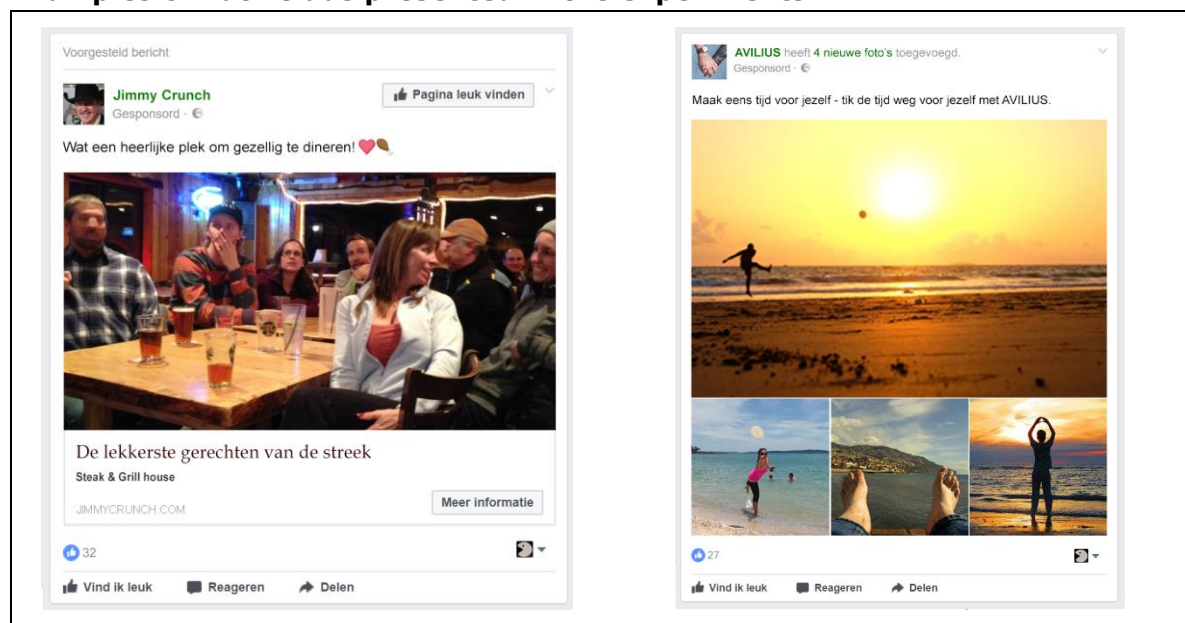 Voorgesteld bericht
Jimmy Crunch
Pagina leuk vinden
Gesponsord ·
Wat een heerlijke plek om gezellig te dineren!
De lekkerste gerechten van de streek
Steak & Grill house
JIMMYCRUNCH.COM
Meer informatie
32
Vind ik leuk Reageren Delen
AVILIUS heeft 4 nieuwe foto's toegevoegd.
Gesponsord ·
Maak eens tijd voor jezelf - tik de tijd weg voor jezelf met AVILIUS.
27
Vind ik leuk Reageren Delen